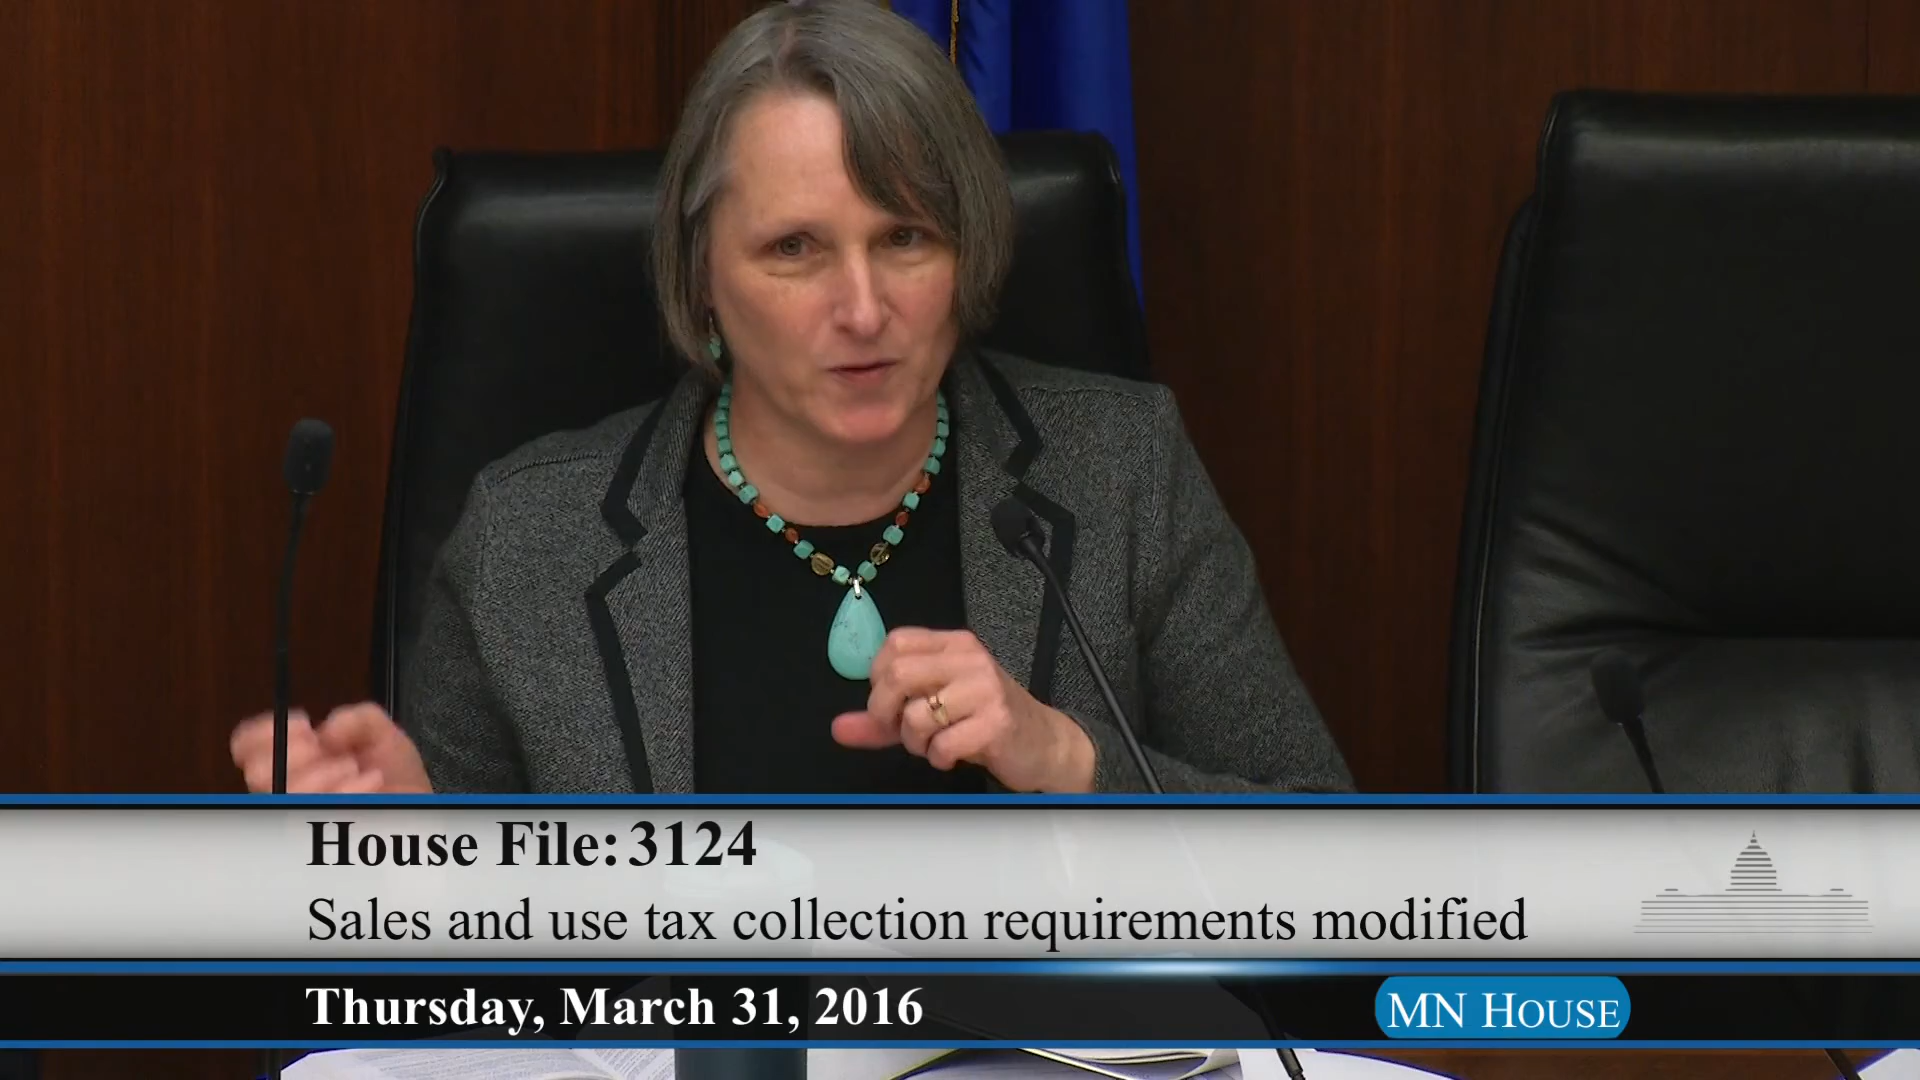 House File: 3124
Sales and use tax collection requirements modified
Thursday, March 31, 2016
MN HOUSE